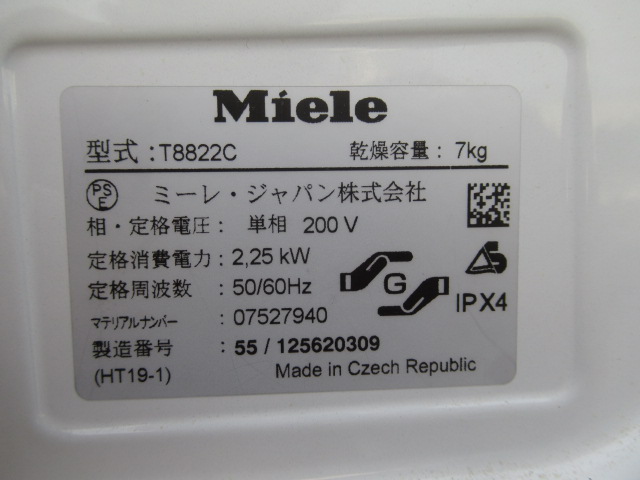 Miele
型式 : T8822C 乾燥容量 : 7kg
PS E ミーレ・ジャパン株式会社
相・定格電圧 : 単相 200 V
定格消費電力 : 2,25 kW
定格周波数 : 50/60Hz
G
IPX4
マテリアルナンバー : 07527940
製造番号 : 55 / 125620309
(HT19-1) Made in Czech Republic